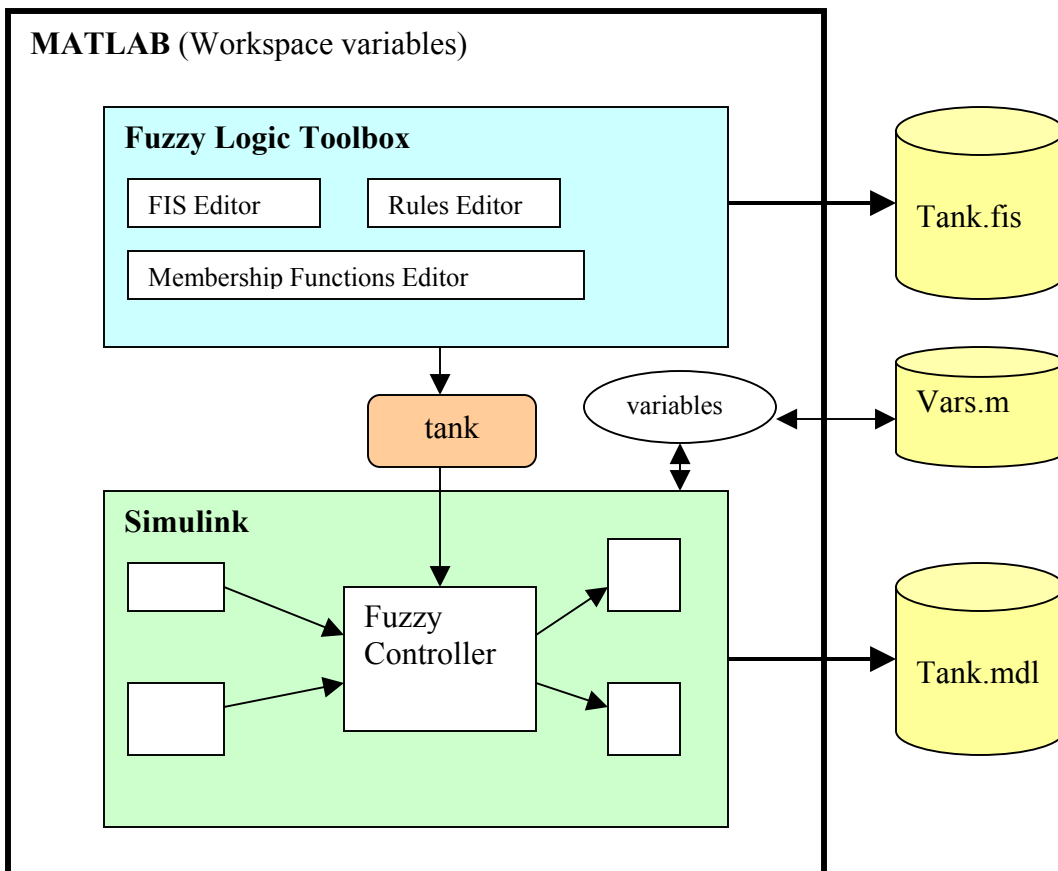 MATLAB (Workspace variables)
Fuzzy Logic Toolbox
FIS Editor
Rules Editor
Membership Functions Editor
Tank.fis
tank
variables
Vars.m
Simulink
Fuzzy
Controller
Tank.mdl